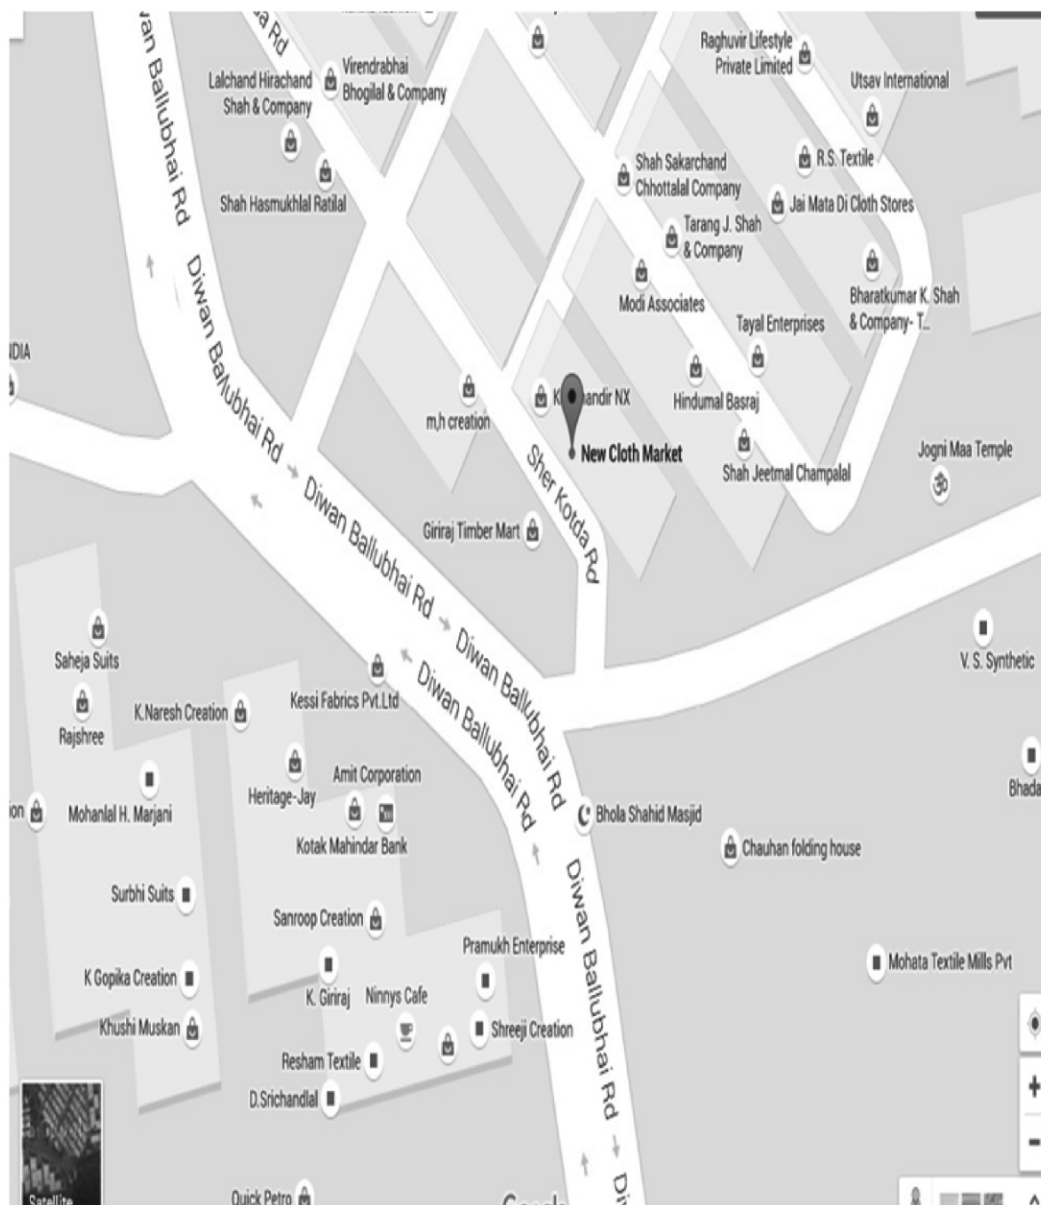 Raghuvir Lifestyle
Private Limited
Virendrabhai
Bhogilal & Company
Lalchand Hirachand
Shah & Company
Utsav International
Diwan Ballubhai Rd
Shah Hasmukhlal Ratilal
Shah Sakarchand
Chhottalal Company
R.S. Textile
Jai Mata Di Cloth Stores
Tarang J. Shah
& Company
Modi Associates
Bharatkumar K. Shah
& Company- T...
Tayal Enterprises
Diwan Ballubhai Rd
m,h creation
NX
Hindumal Basraj
New Cloth Market
Shah Jeetmal Champalal
Jogni Maa Temple
ॐ
Sher Kotda Rd
Giriraj Timber Mart
Diwan Ballubhai Rd
Saheja Suits
Rajshree
K.Naresh Creation
Kessi Fabrics Pvt.Ltd
Diwan Ballubhai Rd
Diwan Ballubhai Rd
V. S. Synthetic
Heritage-Jay
Amit Corporation
Mohanlal H. Marjani
Kotak Mahindar Bank
Bhola Shahid Masjid
Chauhan folding house
Surbhi Suits
Sanroop Creation
Diwan Ballubhai Rd
Pramukh Enterprise
Mohata Textile Mills Pvt
K Gopika Creation
K. Giriraj
Ninnys Cafe
Khushi Muskan
Shreeji Creation
Resham Textile
D.Srichandlal
Satellite
Quick Petro